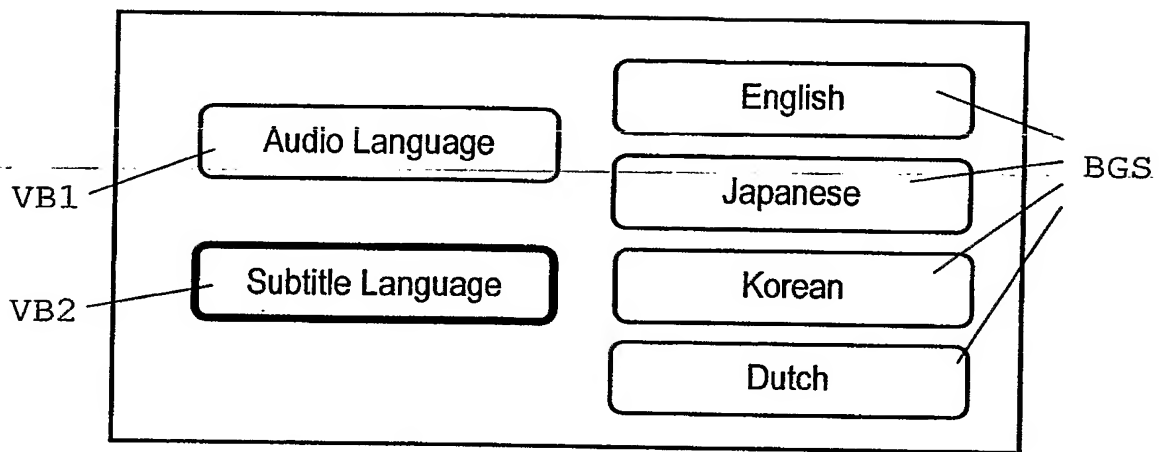 English
Audio Language
BGS
Japanese
VB1
Subtitle Language
Korean
VB2
Dutch